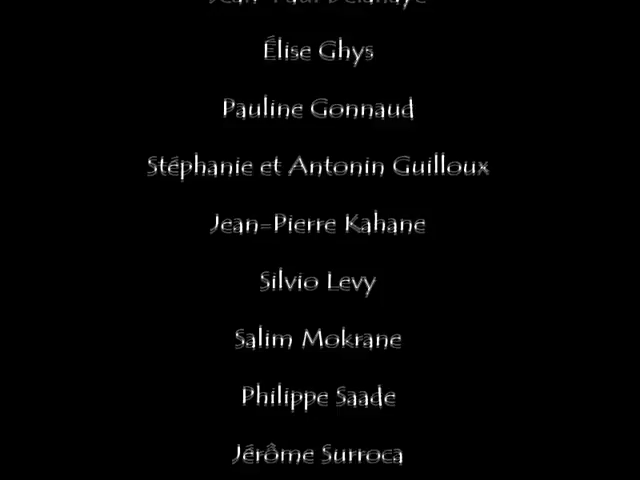 Élise Ghys
Pauline Gonnaud
Stéphanie et Antonin Guilloux
Jean-Pierre Kahane
Silvio Levy
Salim Mokrane
Philippe Saade
Jérôme Surroca